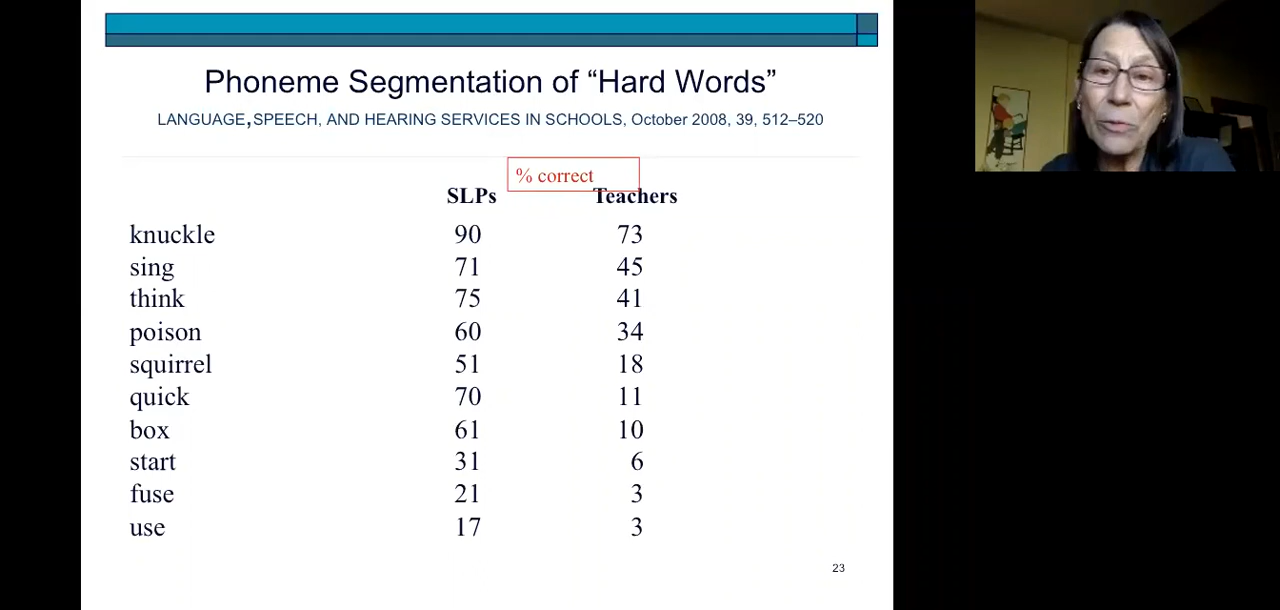 Phoneme Segmentation of “Hard Words”
LANGUAGE,SPEECH, AND HEARING SERVICES IN SCHOOLS, October 2008, 39, 512–520
% correct
SLPs Teachers
knuckle 90 73
sing 71 45
think 75 41
poison 60 34
squirrel 51 18
quick 70 11
box 61 10
start 31 6
fuse 21 3
use 17 3
23